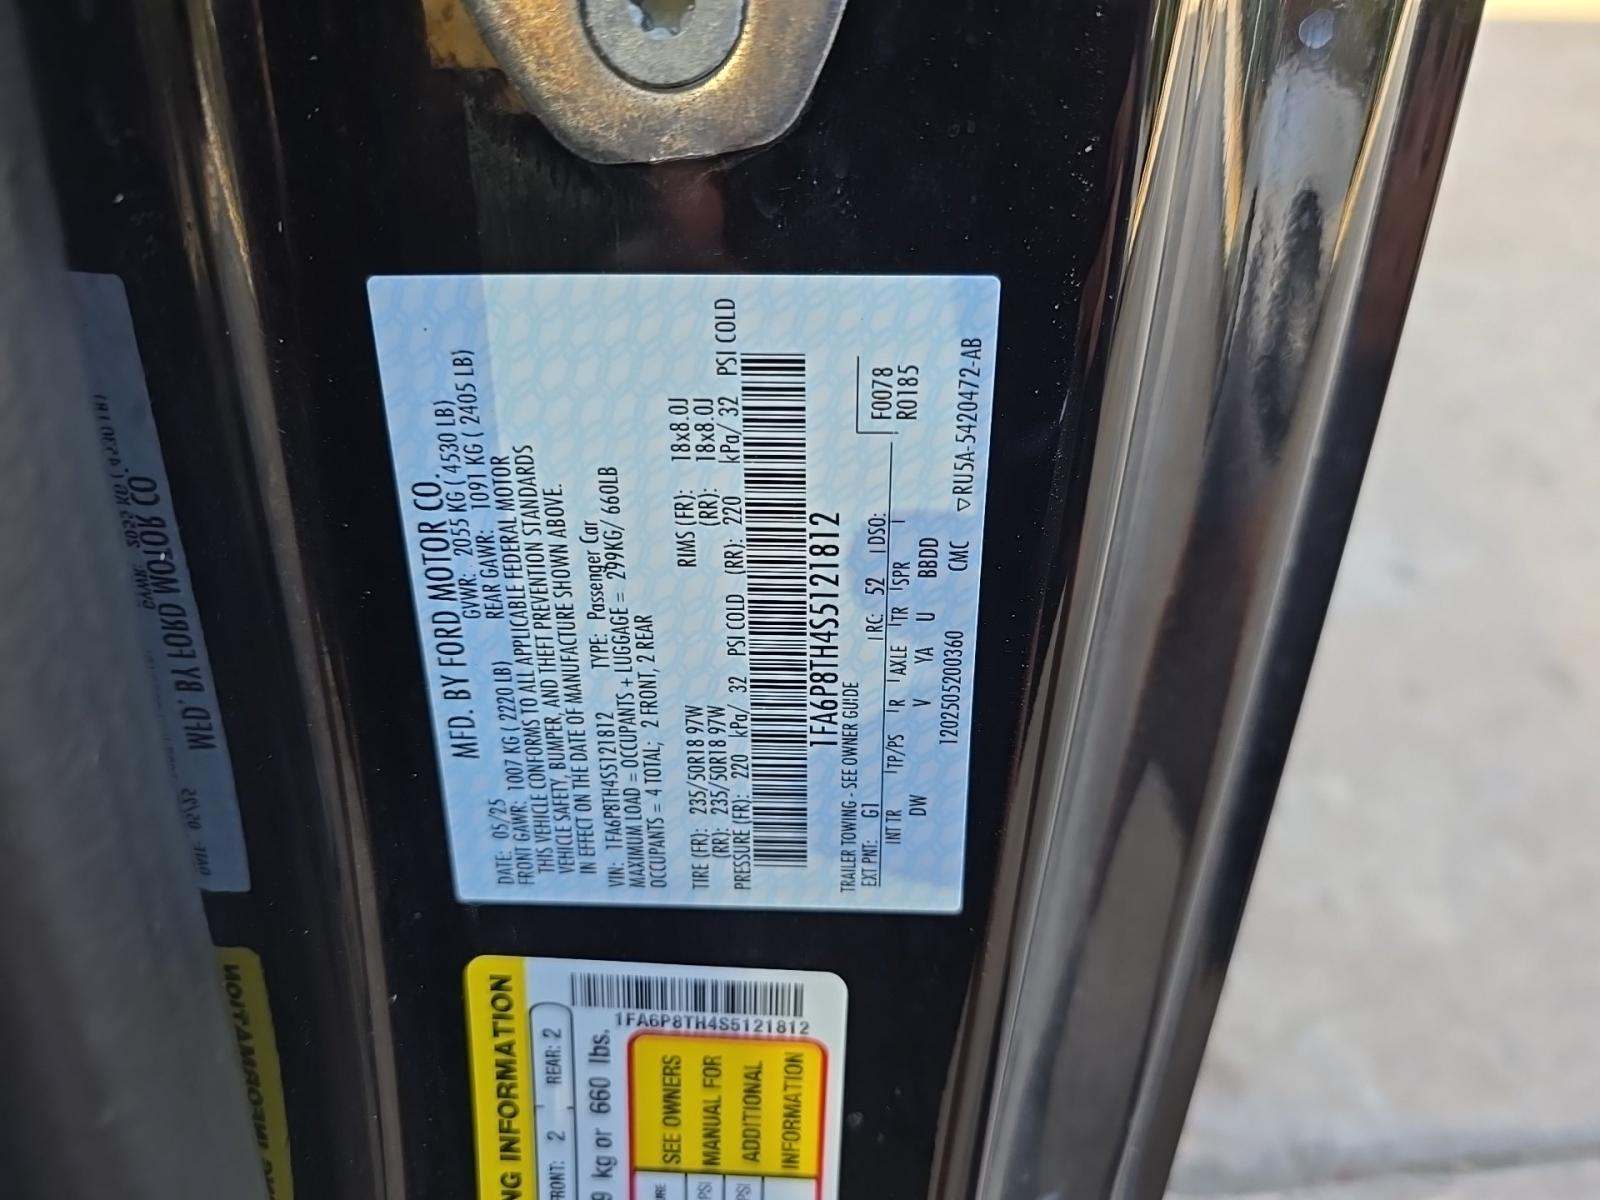 MFD. BY FORD MOTOR CO.
DATE: 05/25 GVWR: 2055 KG ( 4530 LB)
FRONT GAWR: 1007 KG ( 2220 LB) REAR GAWR: 1091 KG ( 2405 LB)
THIS VEHICLE CONFORMS TO ALL APPLICABLE FEDERAL MOTOR
VEHICLE SAFETY, BUMPER, AND THEFT PREVENTION STANDARDS
IN EFFECT ON THE DATE OF MANUFACTURE SHOWN ABOVE.
VIN: 1FA6P8TH4S5121812 TYPE: Passenger Car
MAXIMUM LOAD = OCCUPANTS + LUGGAGE = 299KG/ 660LB
OCCUPANTS = 4 TOTAL; 2 FRONT, 2 REAR
TIRE (FR): 235/50R18 97W RIMS (FR): 18x8.0J
(RR): 235/50R18 97W (RR): 18x8.0J
PRESSURE (FR): 220 kPa/ 32 PSI COLD (RR): 220 kPa/ 32 PSI COLD
1FA6P8TH4S5121812
TRAILER TOWING - SEE OWNER GUIDE
F0078
EXT PNT: G1 RC: 52 DSO: R0185
INT TR TP/PS R AXLE TR SPR
DW V YA U BBDD
1202505200360 CMC ▽RU5A-5420472-AB
NG INFORMATION
FRONT: 2 REAR: 2
1FA6P8TH4S5121812
9 kg or 660 lbs.
SEE OWNERS
MANUAL FOR
ADDITIONAL
INFORMATION
PSI
PSI